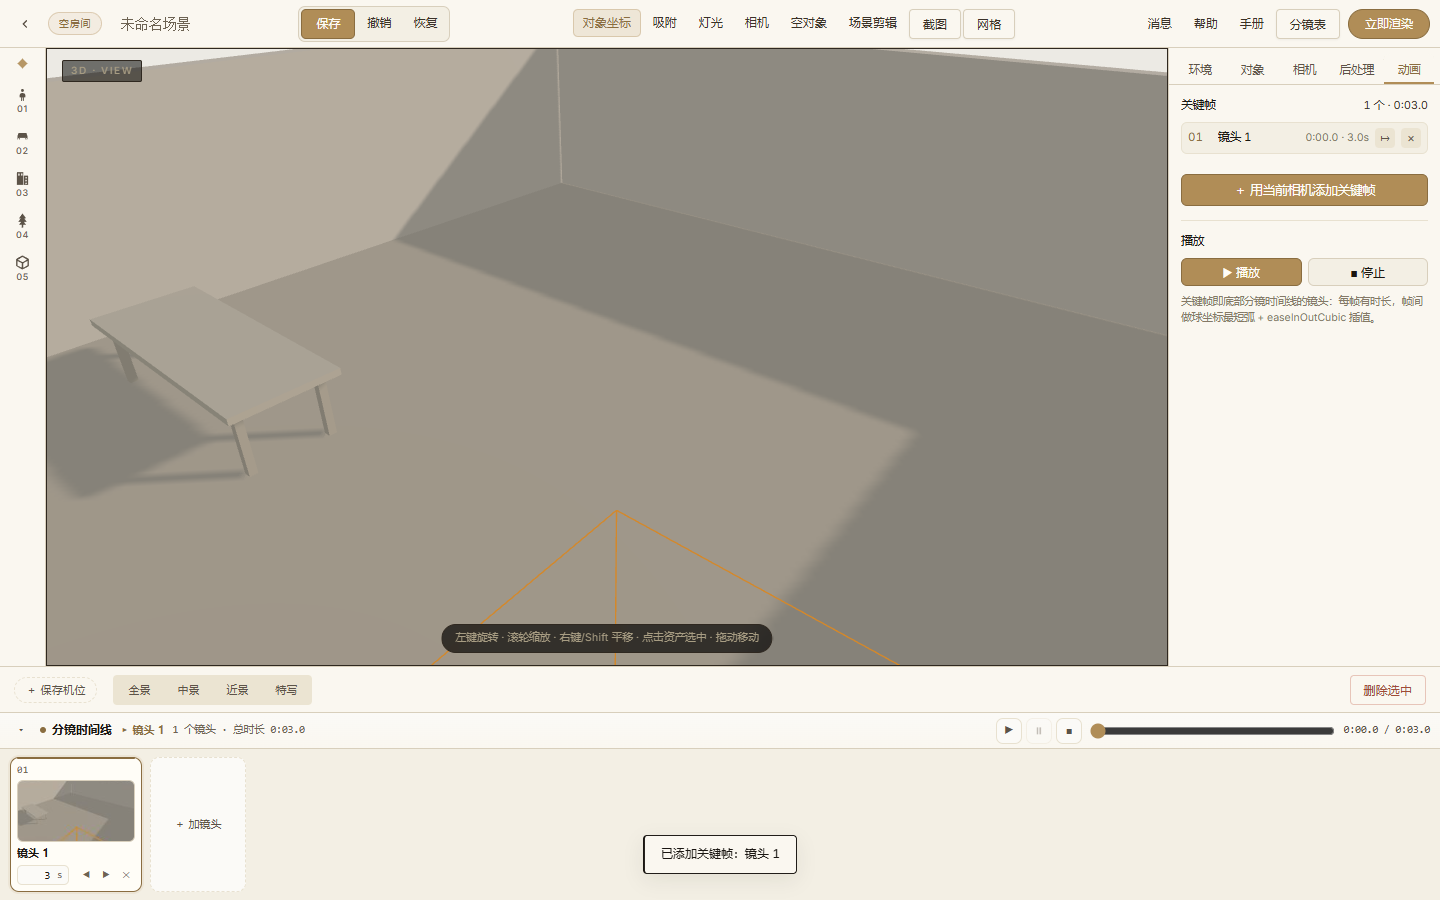 空房间
未命名场景
保存
撤销
恢复
对象坐标
吸附
灯光
相机
空对象
场景剪辑
截图
网格
消息
帮助
手册
分镜表
立即渲染
3D · VIEW
01
02
03
04
05
环境
对象
相机
后处理
动画
关键帧
1 个 · 0:03.0
01 镜头 1 0:00.0 · 3.0s
+ 用当前相机添加关键帧
播放
▶ 播放
■ 停止
关键帧即底部分镜时间线的镜头：每帧有时长，帧间
做球坐标最短弧 + easeInOutCubic 插值。
左键旋转 · 滚轮缩放 · 右键/Shift 平移 · 点击资产选中 · 拖动移动
+ 保存机位
全景
中景
近景
特写
删除选中
分镜时间线
▸ 镜头 1
1 个镜头 · 总时长 0:03.0
0:00.0 / 0:03.0
01
镜头 1
3 s
+ 加镜头
已添加关键帧：镜头 1